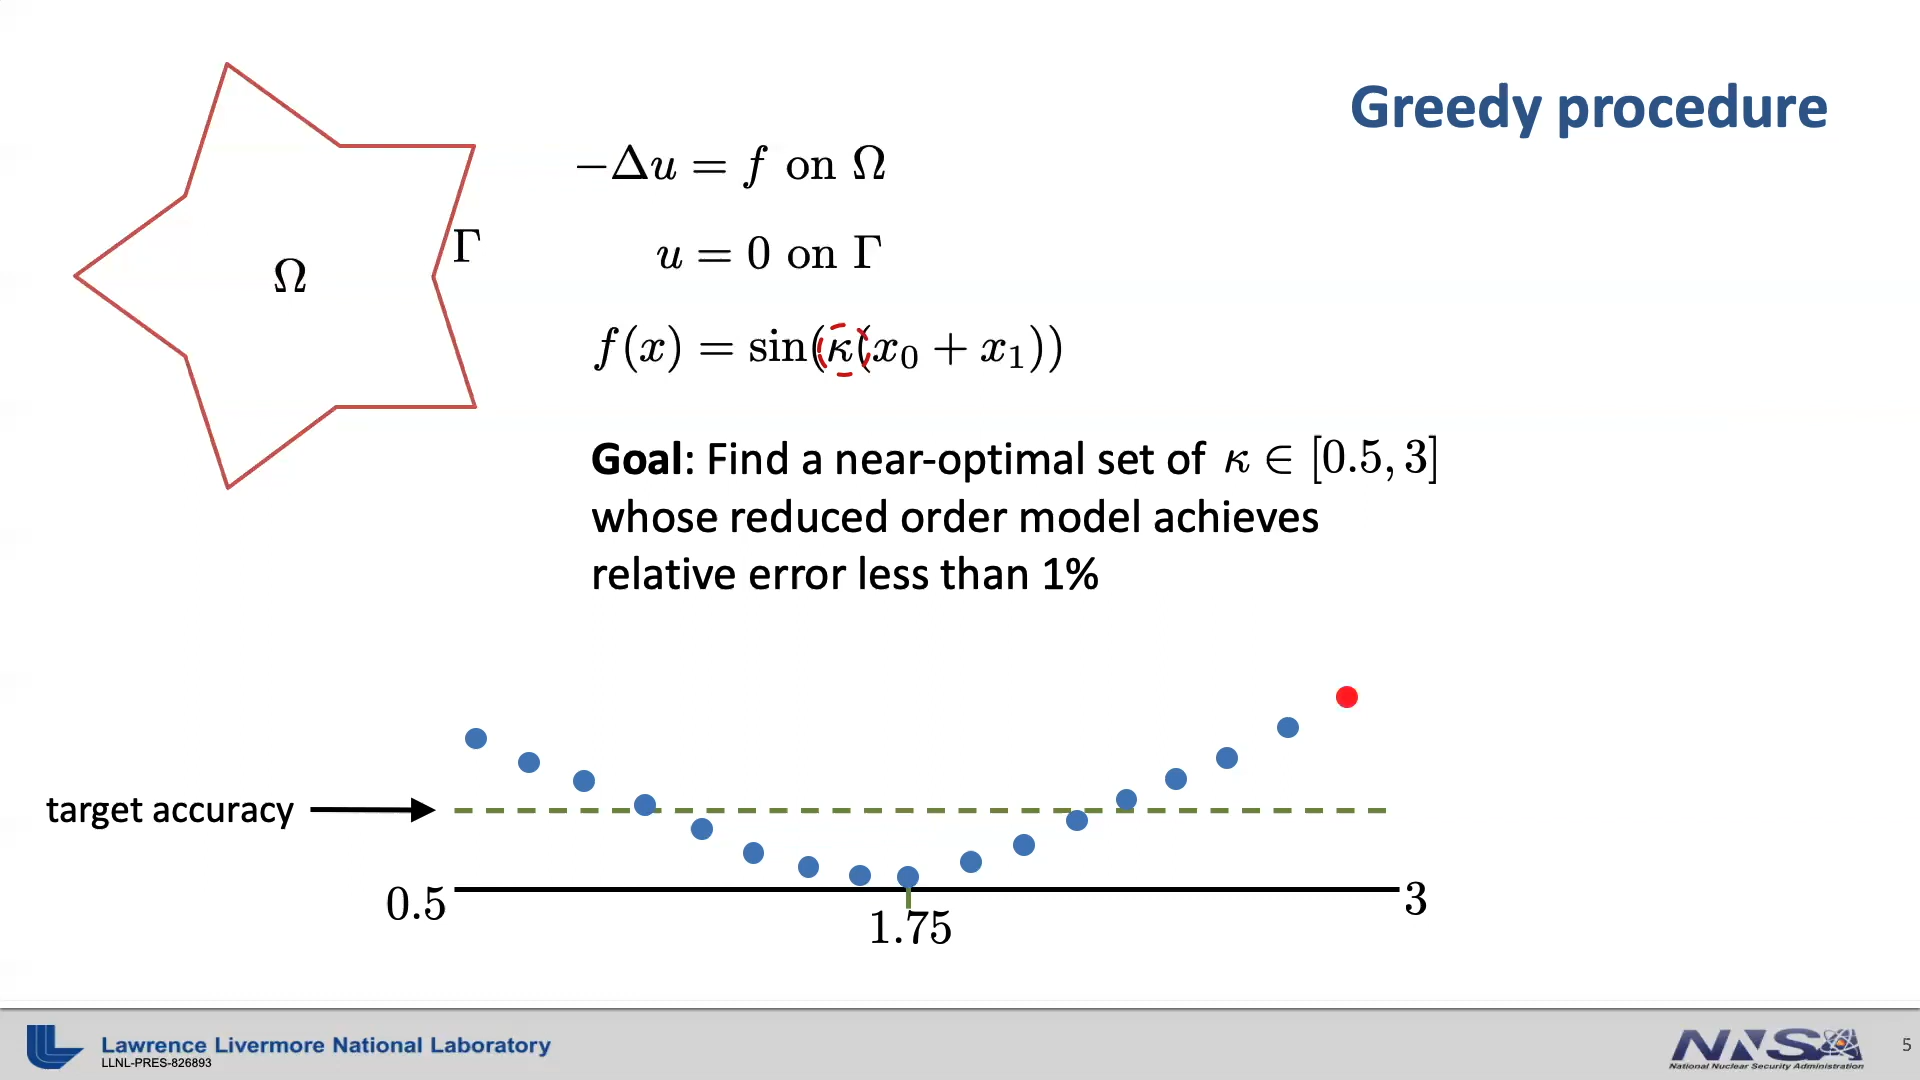 Greedy procedure
−Δu = f on Ω
u = 0 on Γ
f(x) = sin(κ(x₀ + x₁))
Ω
Γ
Goal: Find a near-optimal set of κ ∈ [0.5, 3]
whose reduced order model achieves
relative error less than 1%
target accuracy
0.5
1.75
3
Lawrence Livermore National Laboratory
LLNL-PRES-826893
NNSA
National Nuclear Security Administration
5